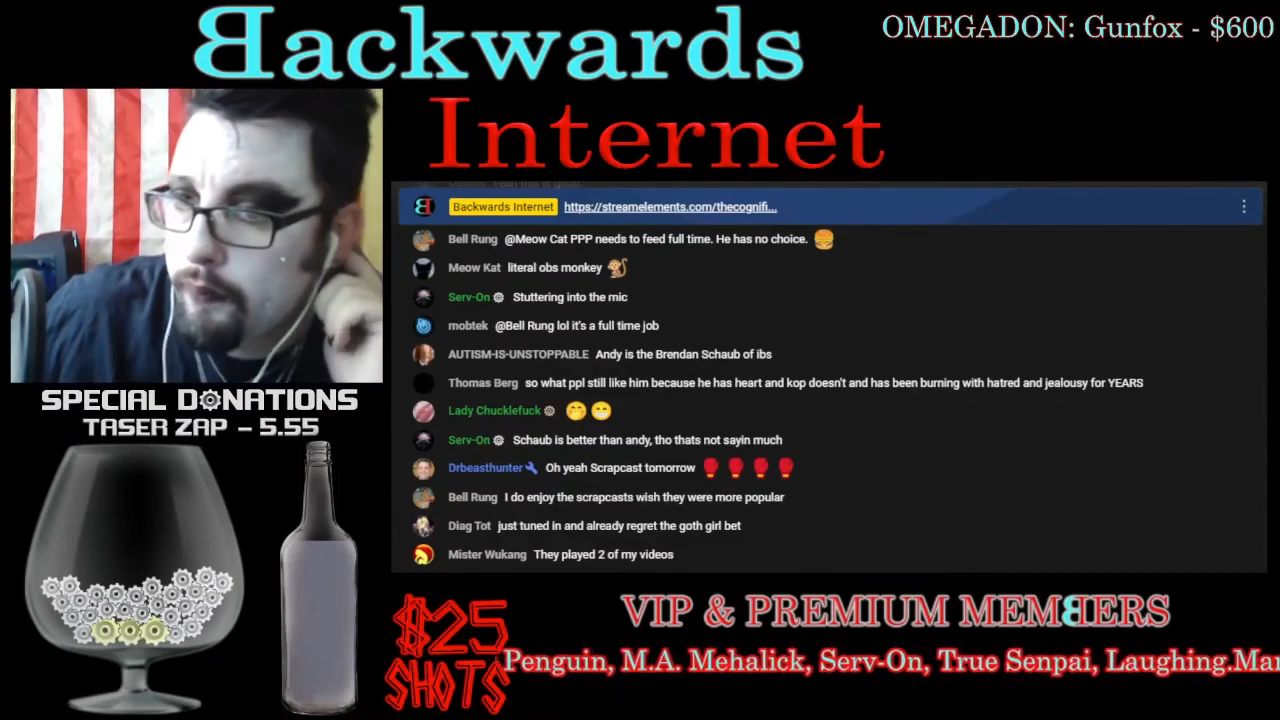 Backwards
Internet
OMEGADON: Gunfox - $600
Backwards Internet https://streamelements.com/thecognifi...
Bell Rung @Meow Cat PPP needs to feed full time. He has no choice.
Meow Kat literal obs monkey
Serv-On Stuttering into the mic
mobtek @Bell Rung lol it's a full time job
AUTISM-IS-UNSTOPPABLE Andy is the Brendan Schaub of ibs
Thomas Berg so what ppl still like him because he has heart and kop doesn't and has been burning with hatred and jealousy for YEARS
Lady Chucklefuck
Serv-On Schaub is better than andy, tho thats not sayin much
Drbeasthunter Oh yeah Scrapcast tomorrow
Bell Rung I do enjoy the scrapcasts wish they were more popular
Diag Tot just tuned in and already regret the goth girl bet
Mister Wukang They played 2 of my videos
SPECIAL DONATIONS
TASER ZAP - 5.55
$25
SHOTS
VIP & PREMIUM MEMBERS
Penguin, M.A. Mehalick, Serv-On, True Senpai, Laughing.Man